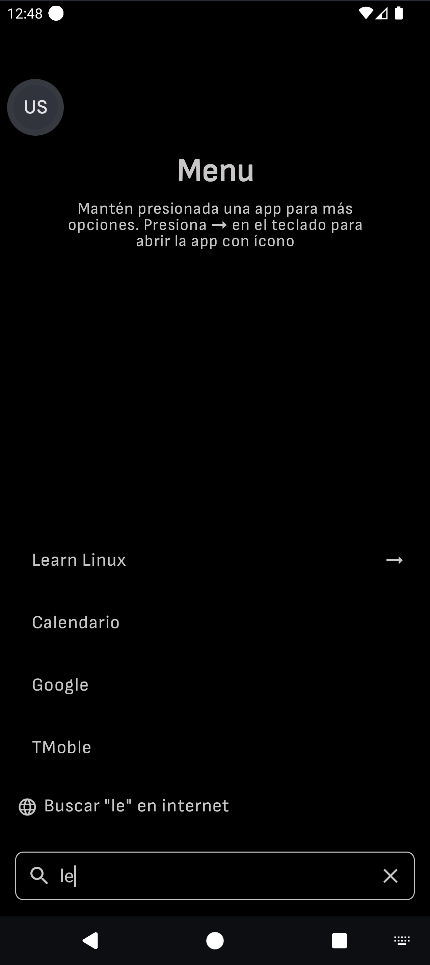 12:48
US
Menu
Mantén presionada una app para más
opciones. Presiona → en el teclado para
abrir la app con ícono
Learn Linux →
Calendario
Google
TMoble
Buscar "le" en internet
le